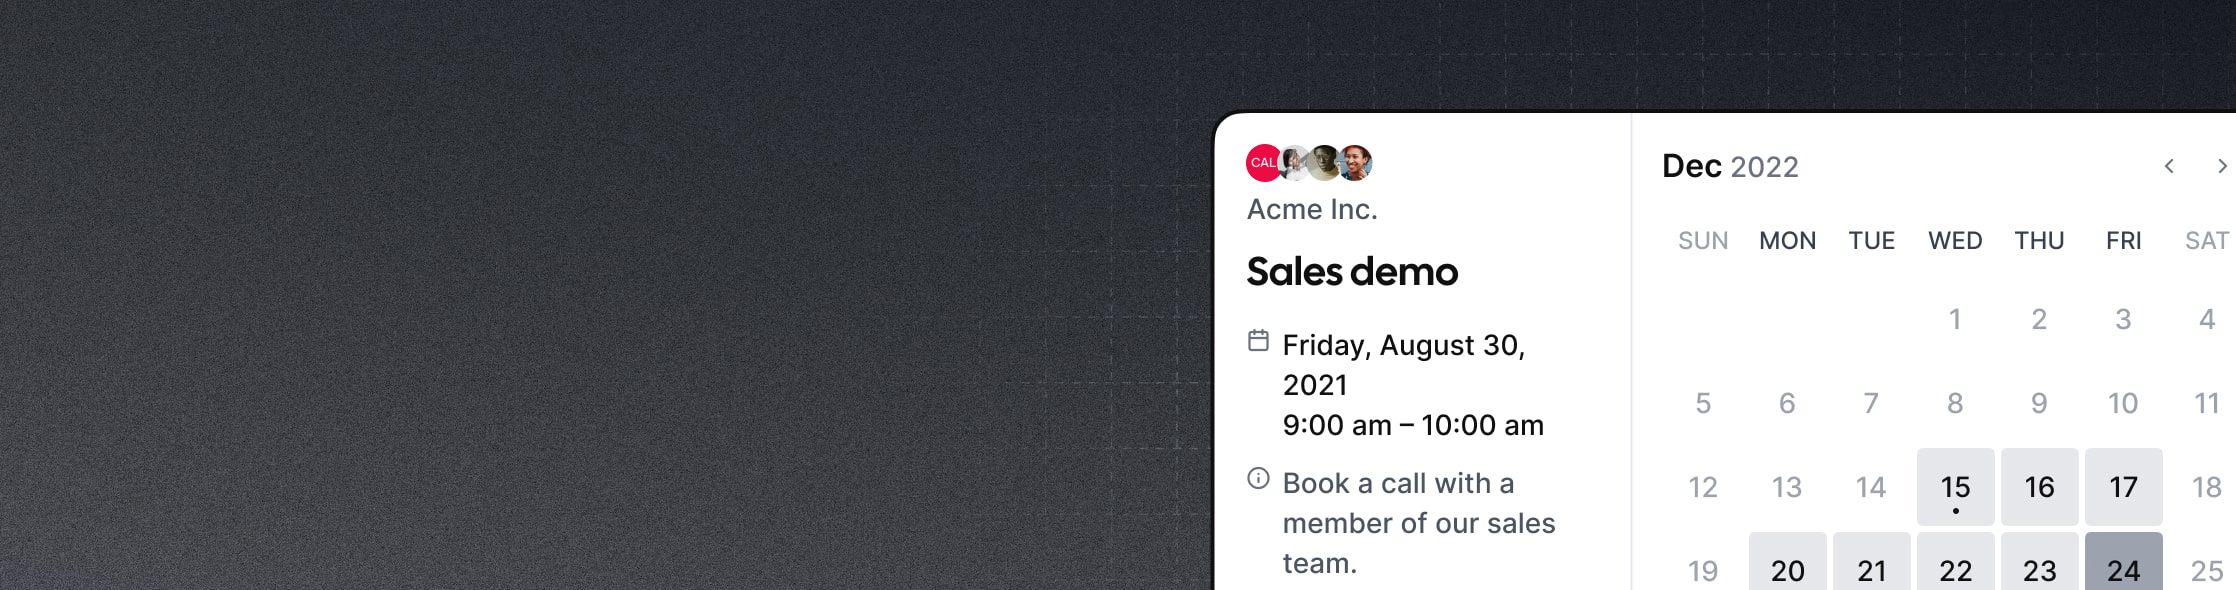 CAL
Acme Inc.
Sales demo
Friday, August 30,
2021
9:00 am – 10:00 am
Book a call with a
member of our sales
team.
Dec 2022
SUN MON TUE WED THU FRI SAT
1 2 3 4
5 6 7 8 9 10 11
12 13 14 15 16 17 18
19 20 21 22 23 24 25